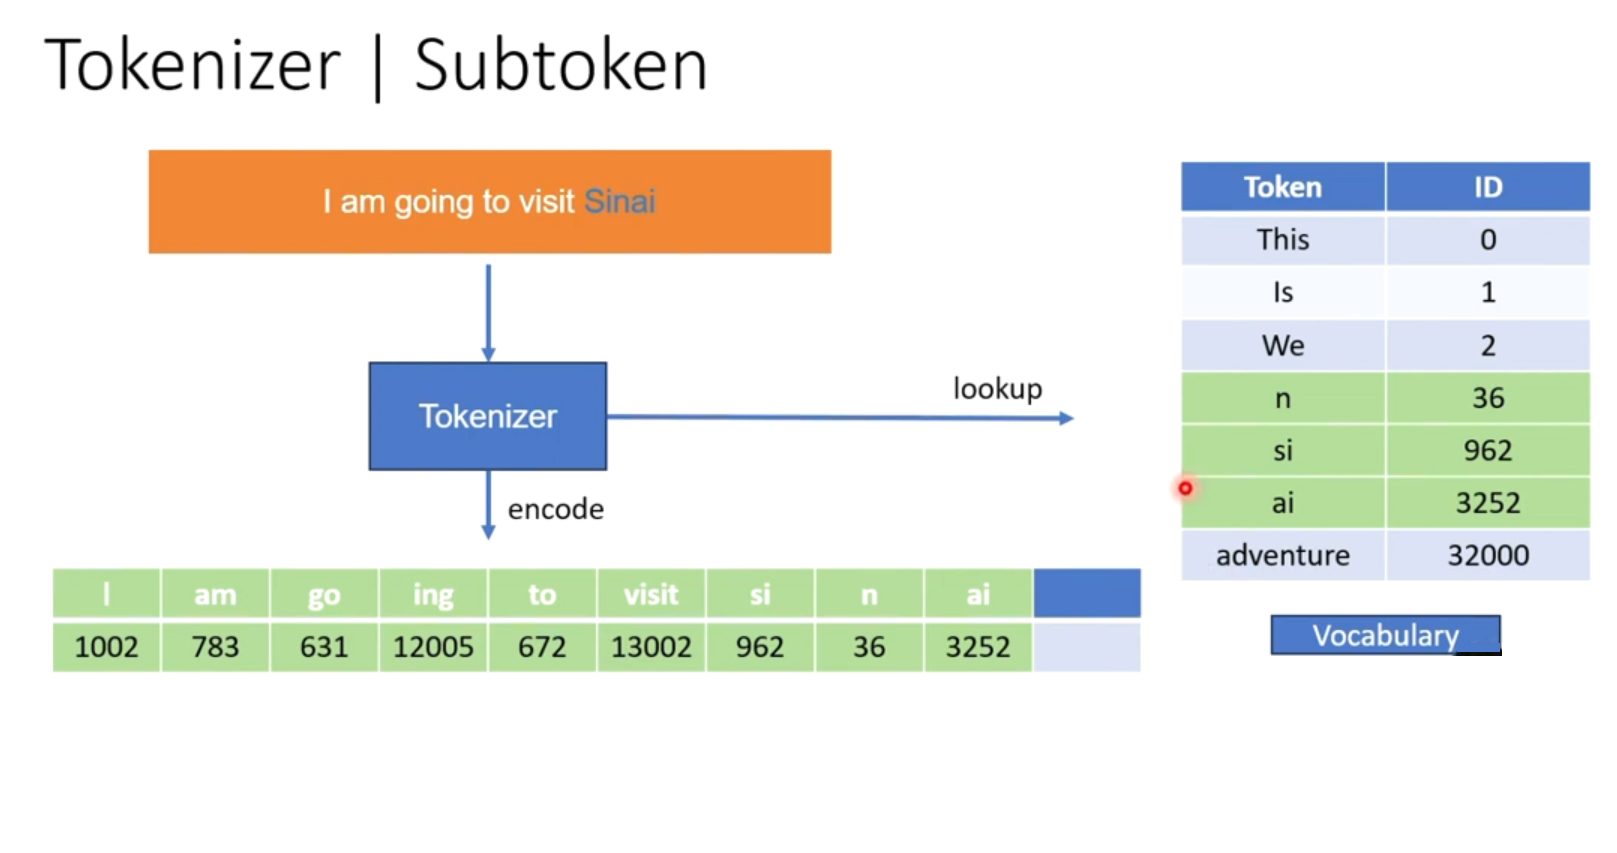 Tokenizer | Subtoken
I am going to visit Sinai
Tokenizer
lookup
encode
I am go ing to visit si n ai
1002 783 631 12005 672 13002 962 36 3252
Token ID
This 0
Is 1
We 2
n 36
si 962
ai 3252
adventure 32000
Vocabulary